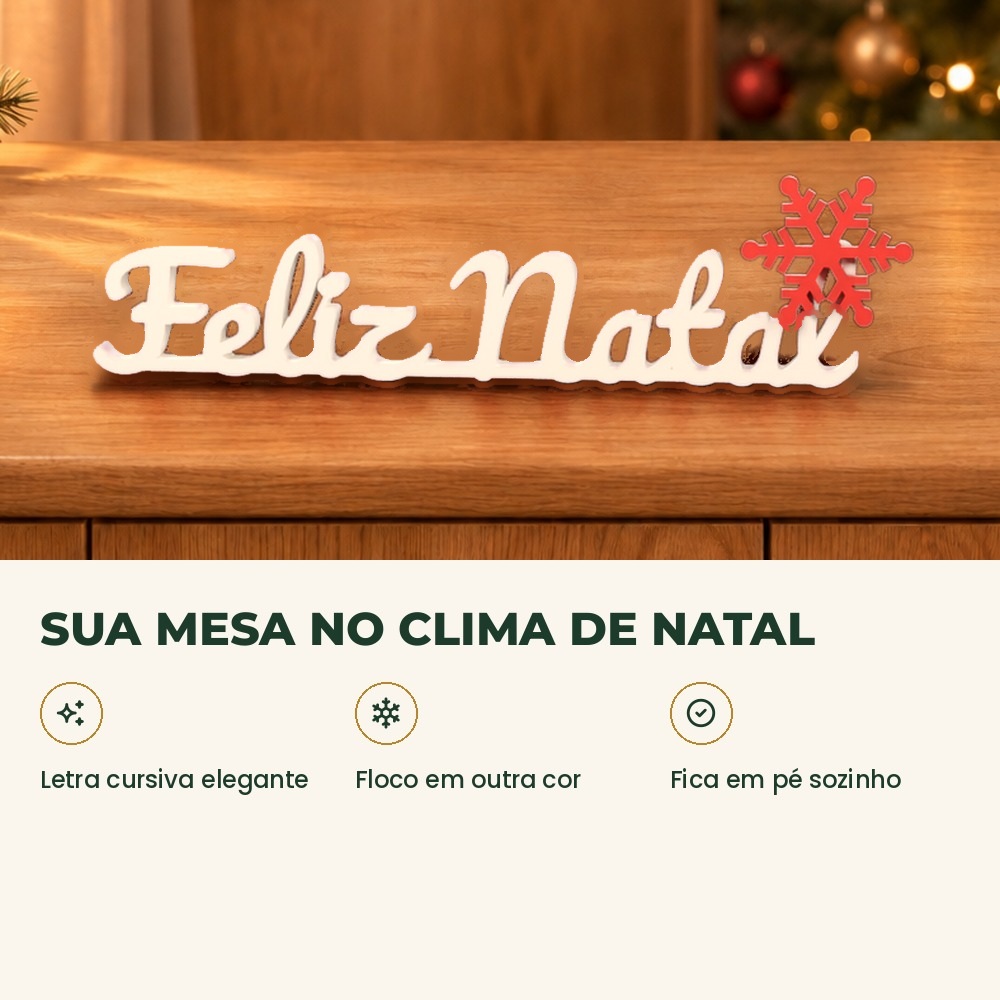 Feliz Natal
SUA MESA NO CLIMA DE NATAL
Letra cursiva elegante
Floco em outra cor
Fica em pé sozinho